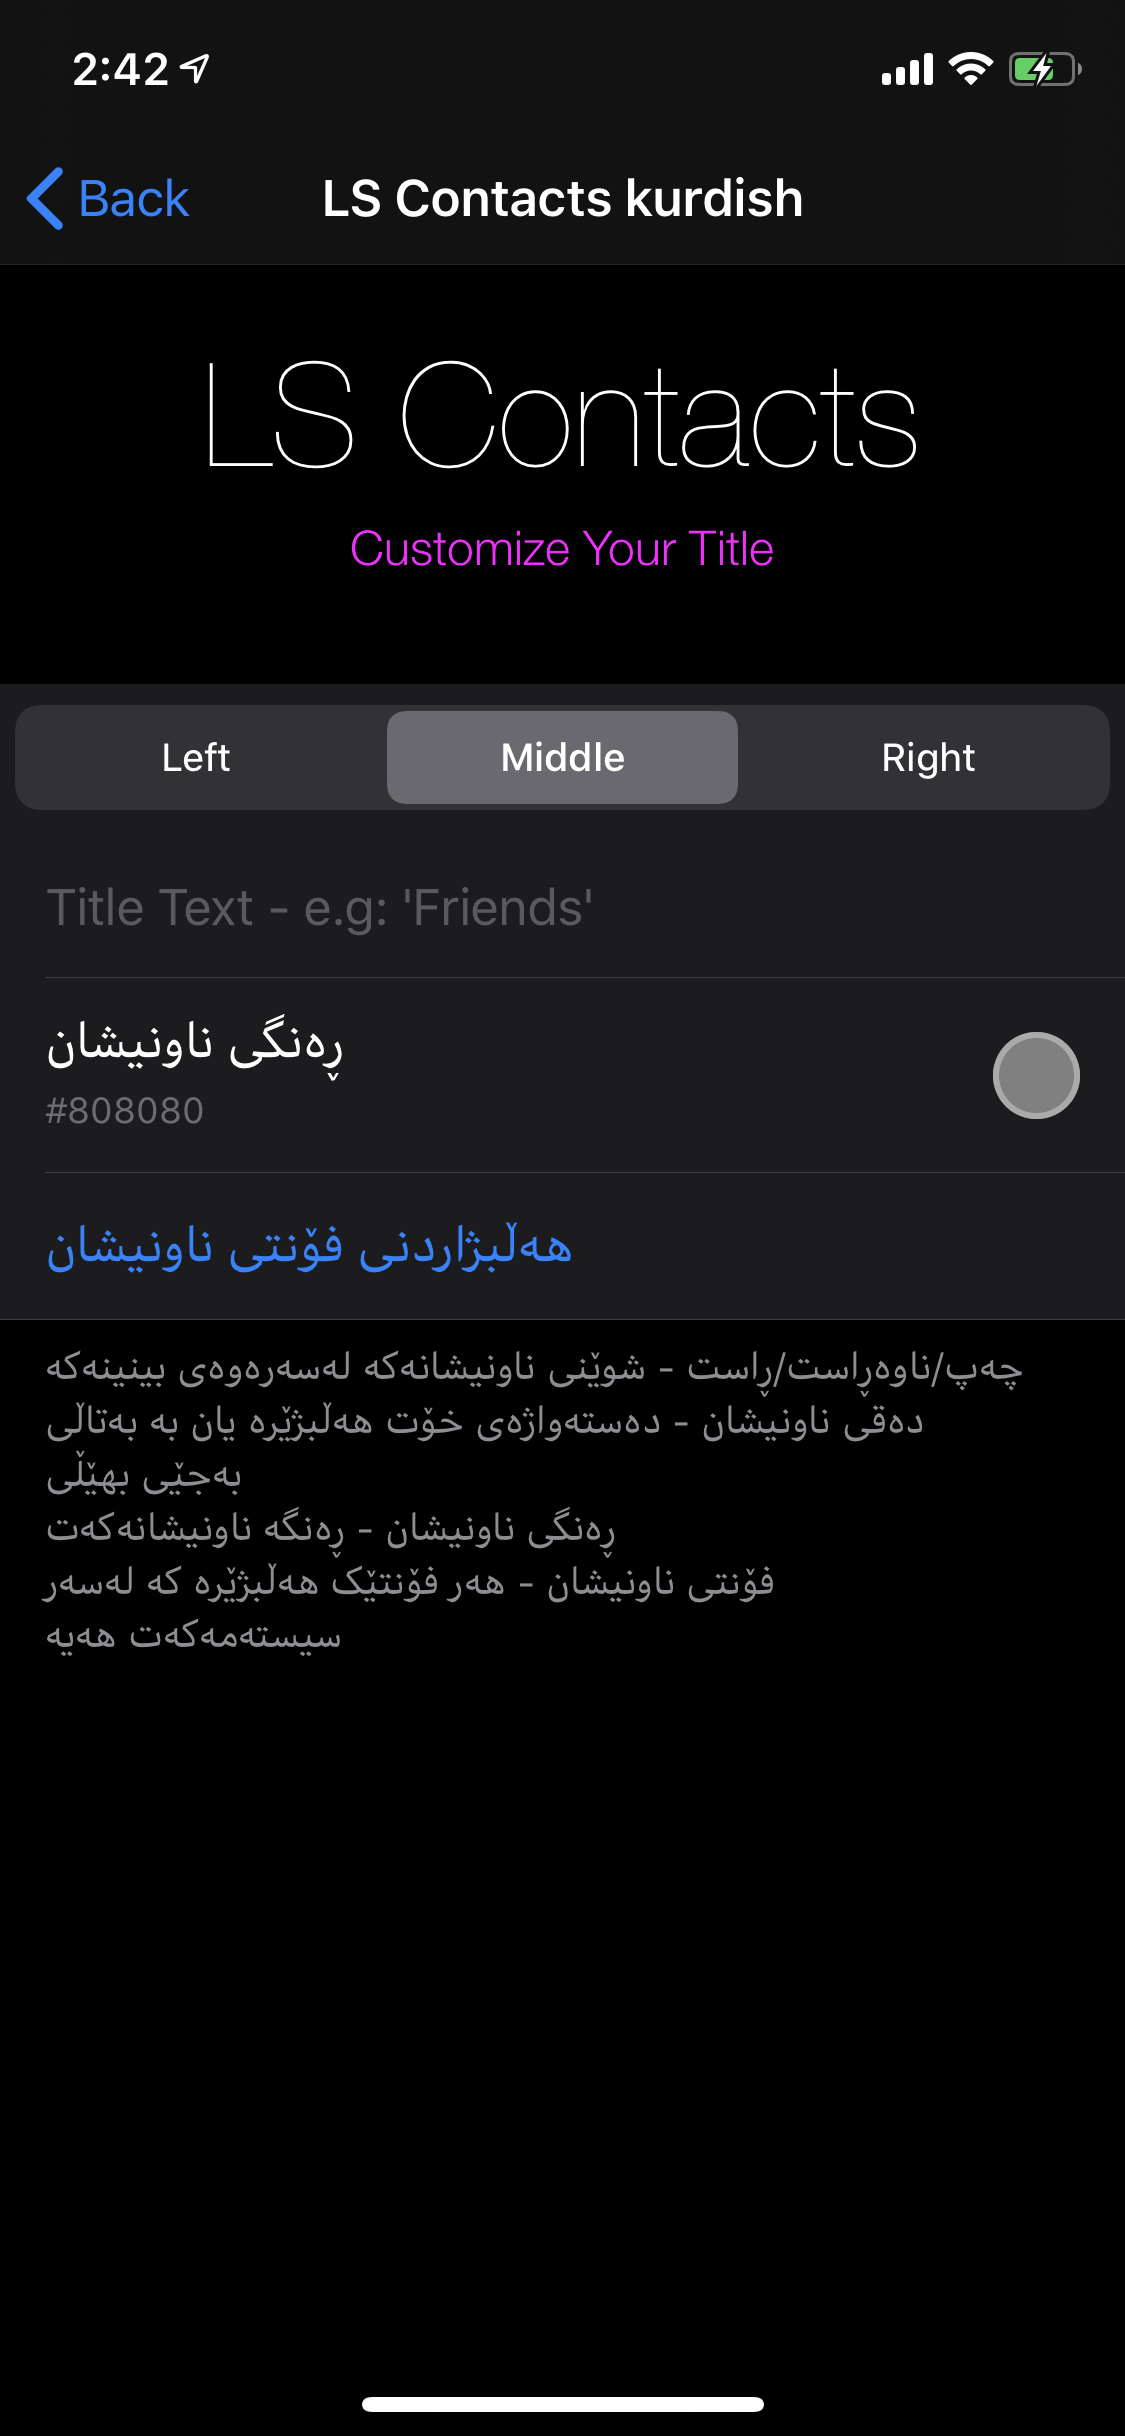 2:42
Back
LS Contacts kurdish
LS Contacts
Customize Your Title
Left
Middle
Right
Title Text - e.g: 'Friends'
ڕەنگی ناونیشان
#808080
هەڵبژاردنی فۆنتی ناونیشان
چەپ/ناوەڕاست/ڕاست - شوێنی ناونیشانەکە لەسەرەوەی بینینەکە
دەقی ناونیشان - دەستەواژەی خۆت هەڵبژێرە یان بە بەتاڵی
بەجێی بهێڵی
ڕەنگی ناونیشان - ڕەنگە ناونیشانەکەت
فۆنتی ناونیشان - هەر فۆنتێک هەڵبژێرە کە لەسەر
سیستەمەکەت هەیە